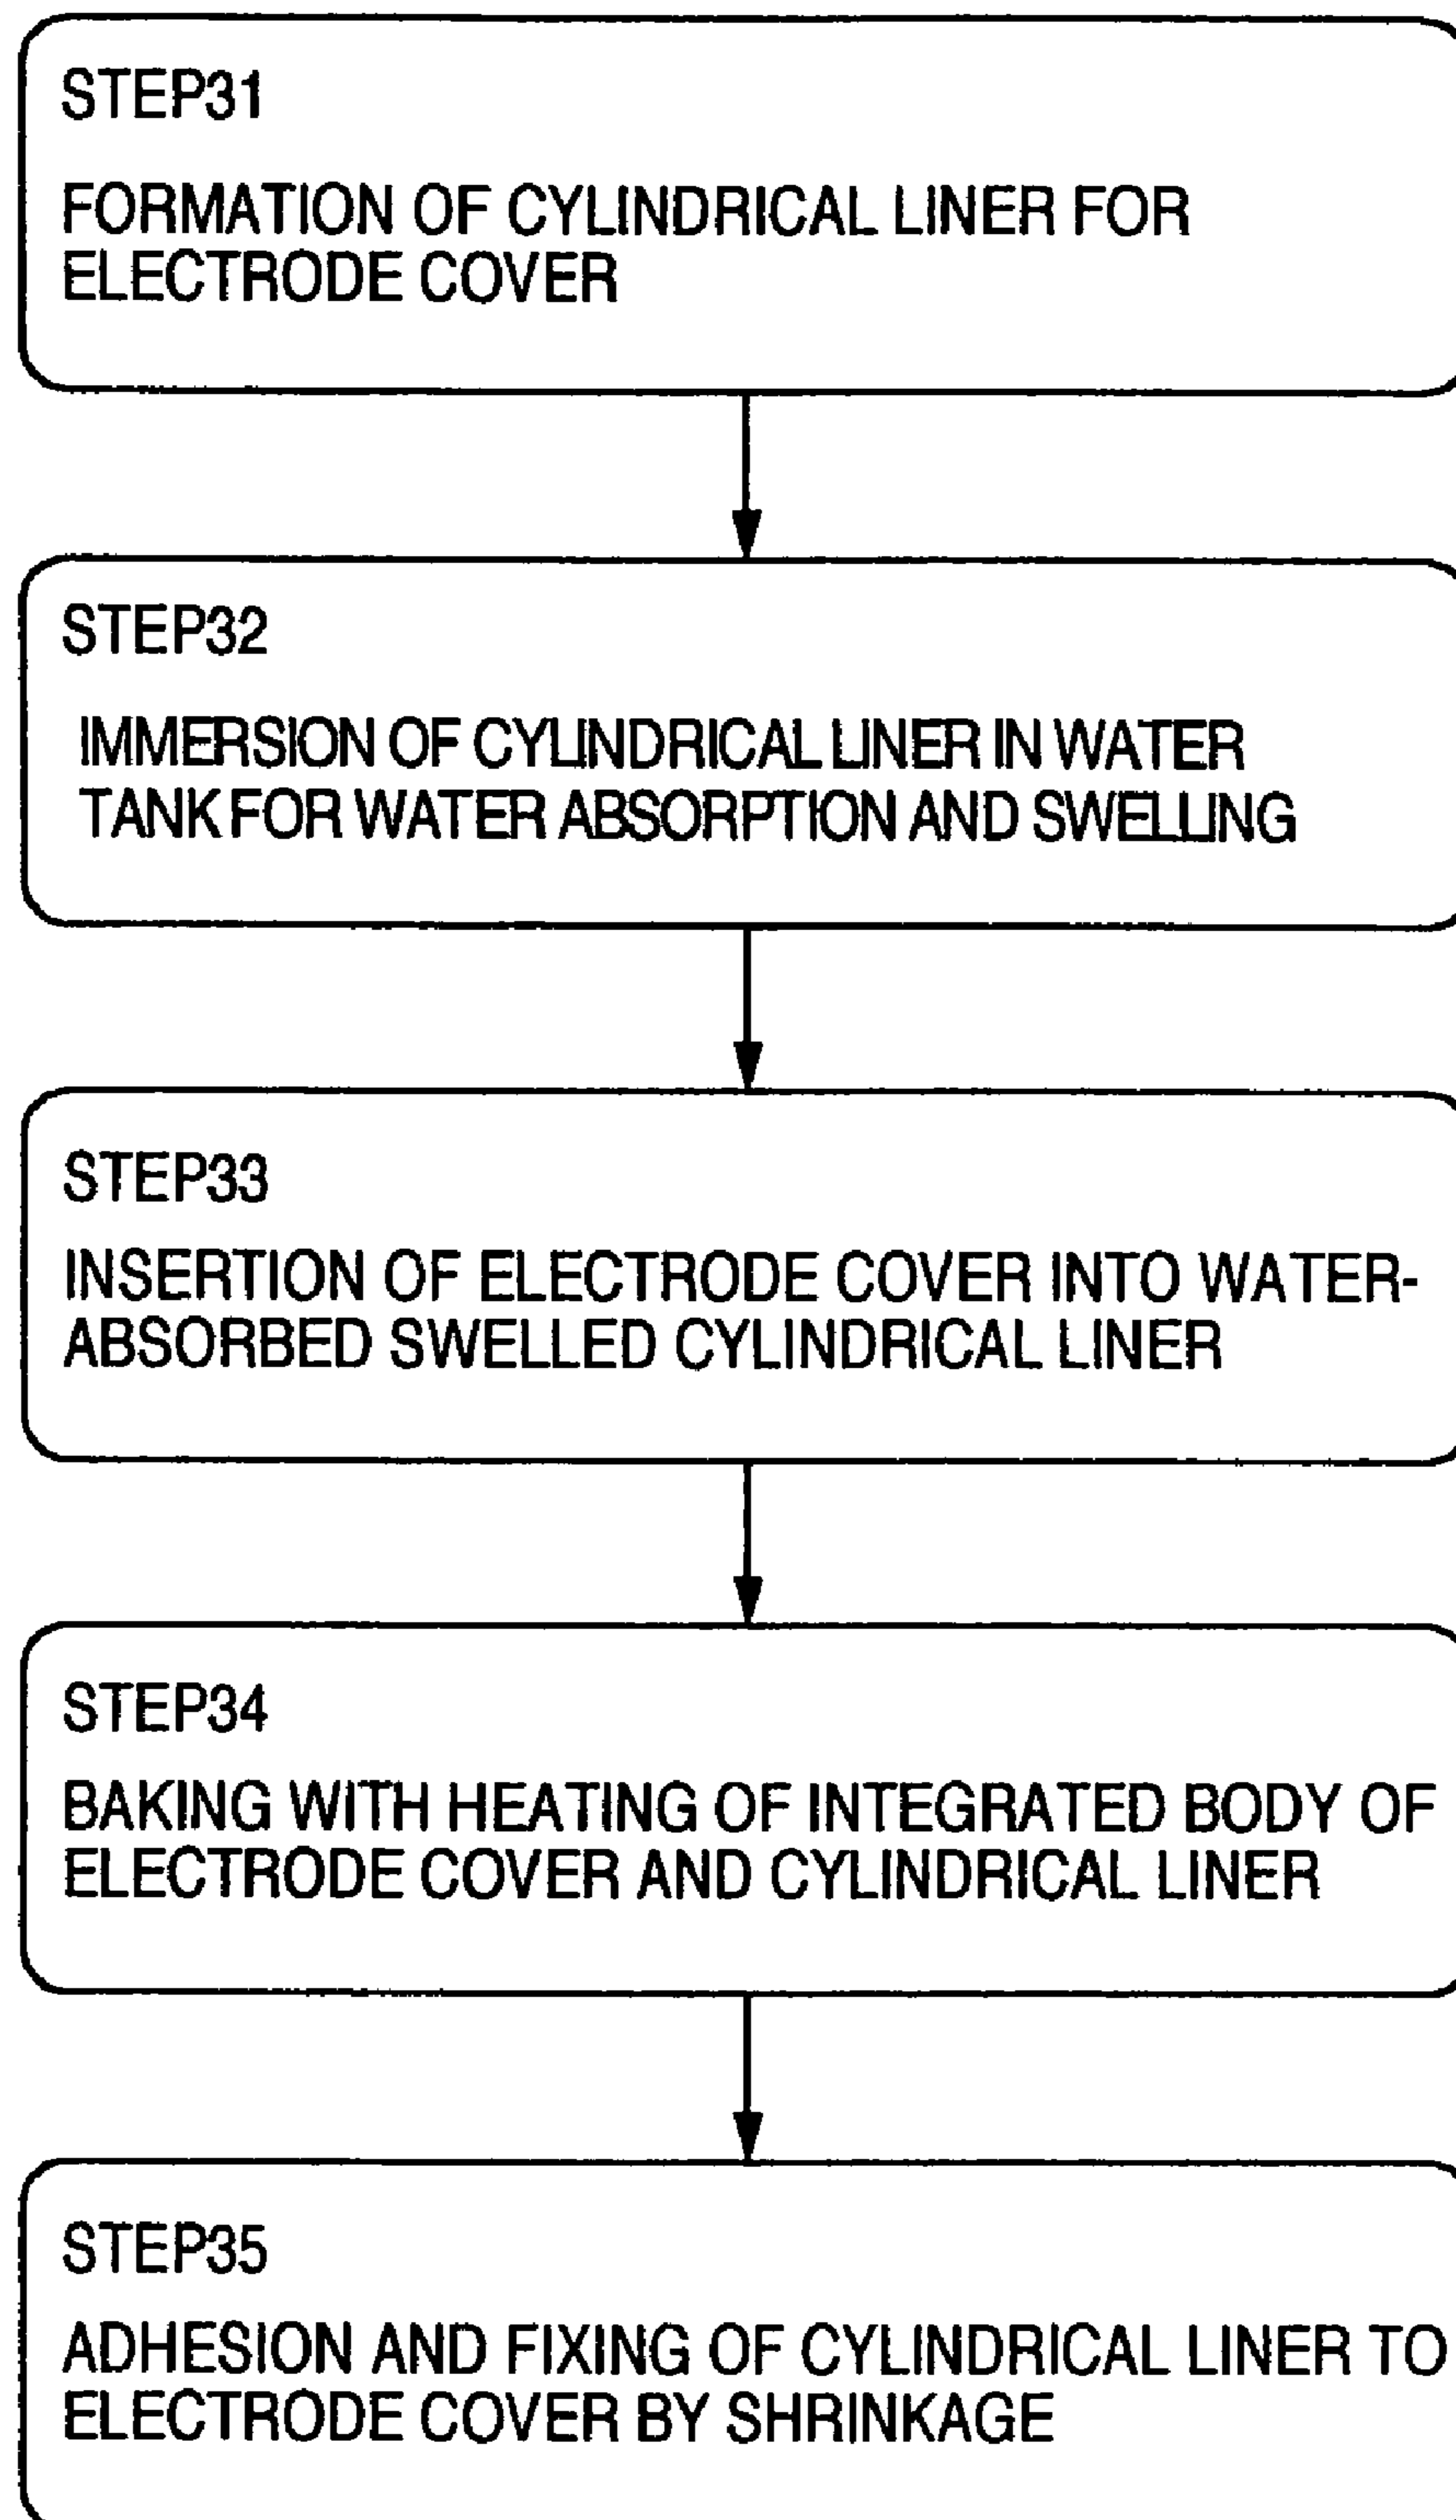 STEP31
FORMATION OF CYLINDRICAL LINER FOR
ELECTRODE COVER
STEP32
IMMERSION OF CYLINDRICAL LINER IN WATER
TANK FOR WATER ABSORPTION AND SWELLING
STEP33
INSERTION OF ELECTRODE COVER INTO WATER-
ABSORBED SWELLED CYLINDRICAL LINER
STEP34
BAKING WITH HEATING OF INTEGRATED BODY OF
ELECTRODE COVER AND CYLINDRICAL LINER
STEP35
ADHESION AND FIXING OF CYLINDRICAL LINER TO
ELECTRODE COVER BY SHRINKAGE